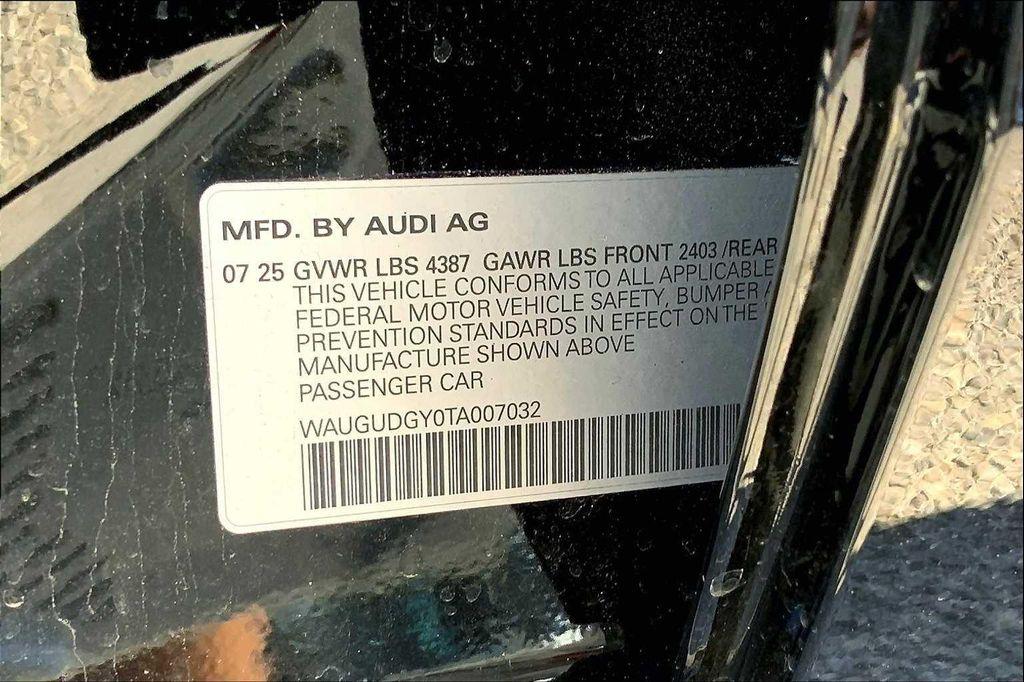 MFD. BY AUDI AG
07 25 GVWR LBS 4387 GAWR LBS FRONT 2403 /REAR
THIS VEHICLE CONFORMS TO ALL APPLICABLE
FEDERAL MOTOR VEHICLE SAFETY, BUMPER
PREVENTION STANDARDS IN EFFECT ON THE
MANUFACTURE SHOWN ABOVE
PASSENGER CAR
WAUGUDGY0TA007032